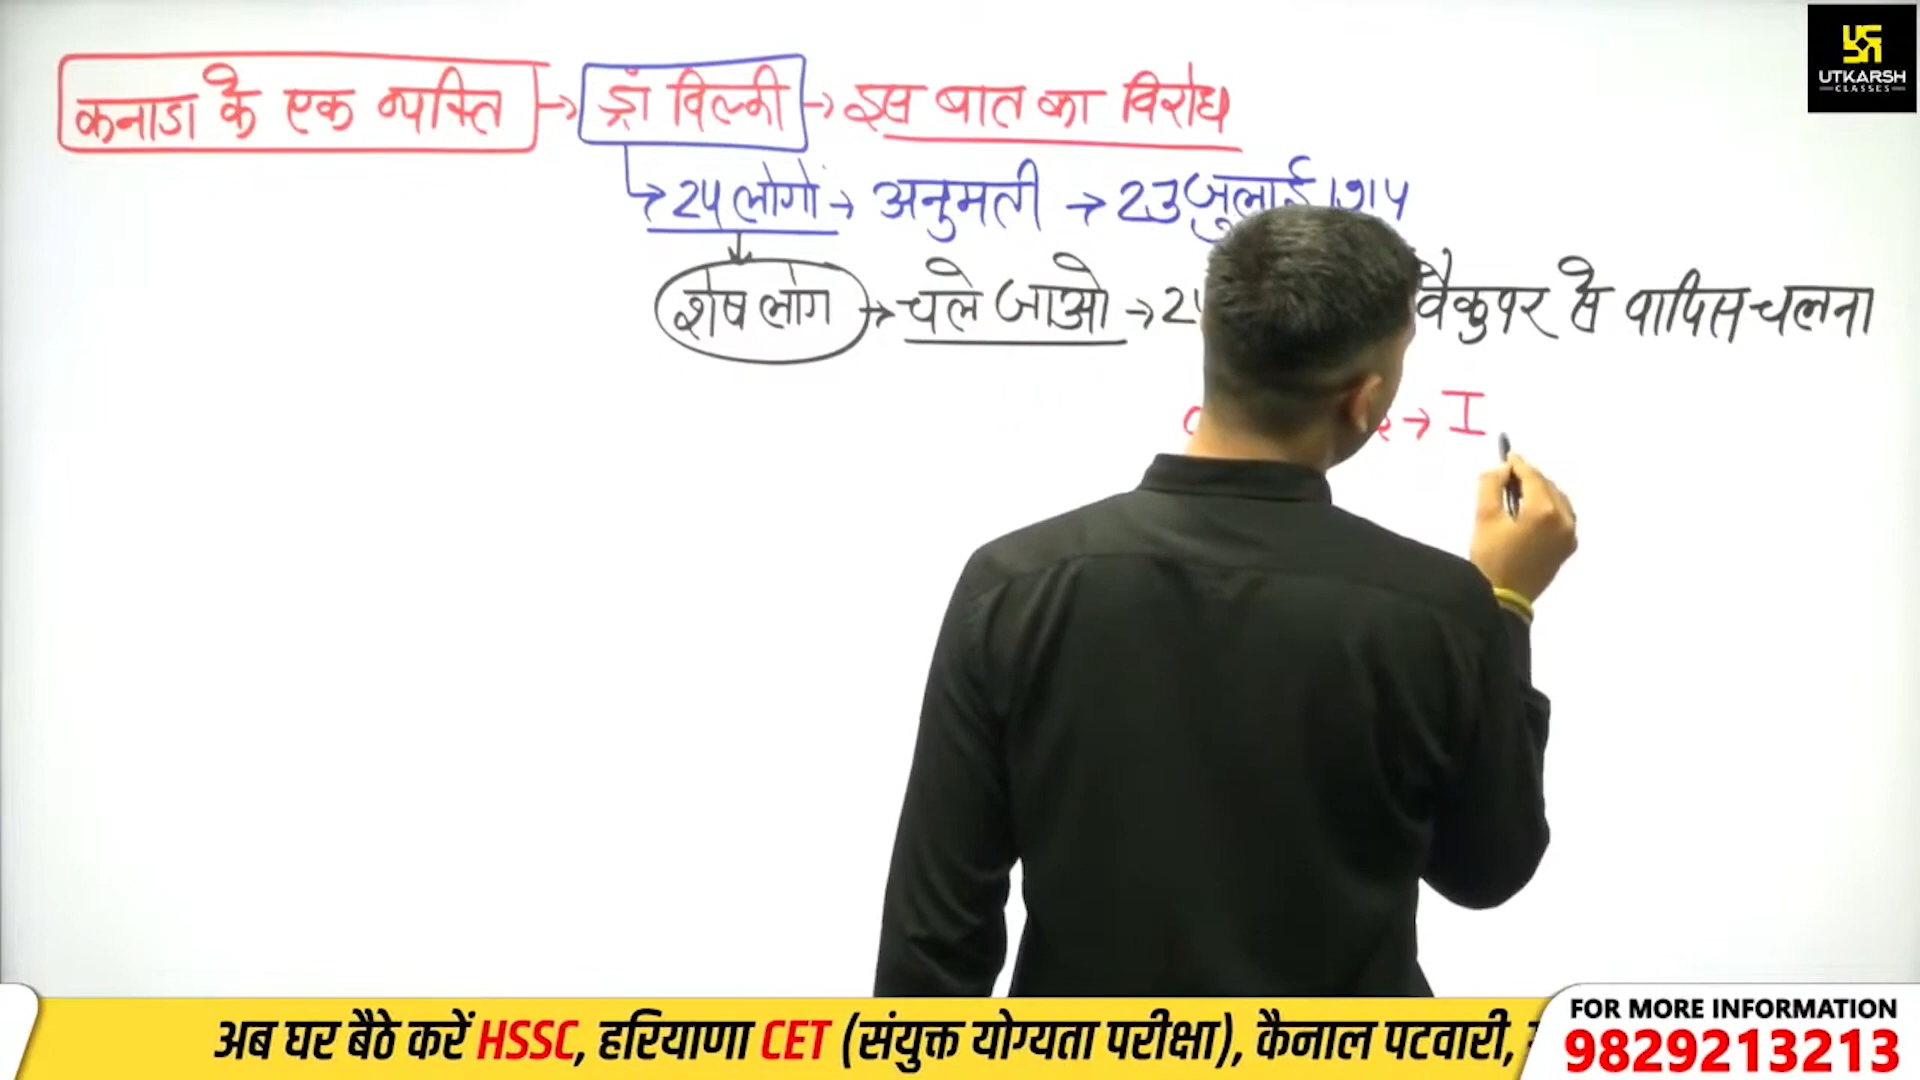 कनाडा के एक व्यक्ति → ड्रॉ विल्की → इस बात का विरोध
→ 24 लोगों → अनुमती → 23 जुलाई 1914
शेष लोग → चले जाओ → वैकुवर से वापिस चलना
→ I
UTKARSH
CLASSES
अब घर बैठे करें HSSC, हरियाणा CET (संयुक्त योग्यता परीक्षा), कैनाल पटवारी,
FOR MORE INFORMATION
9829213213